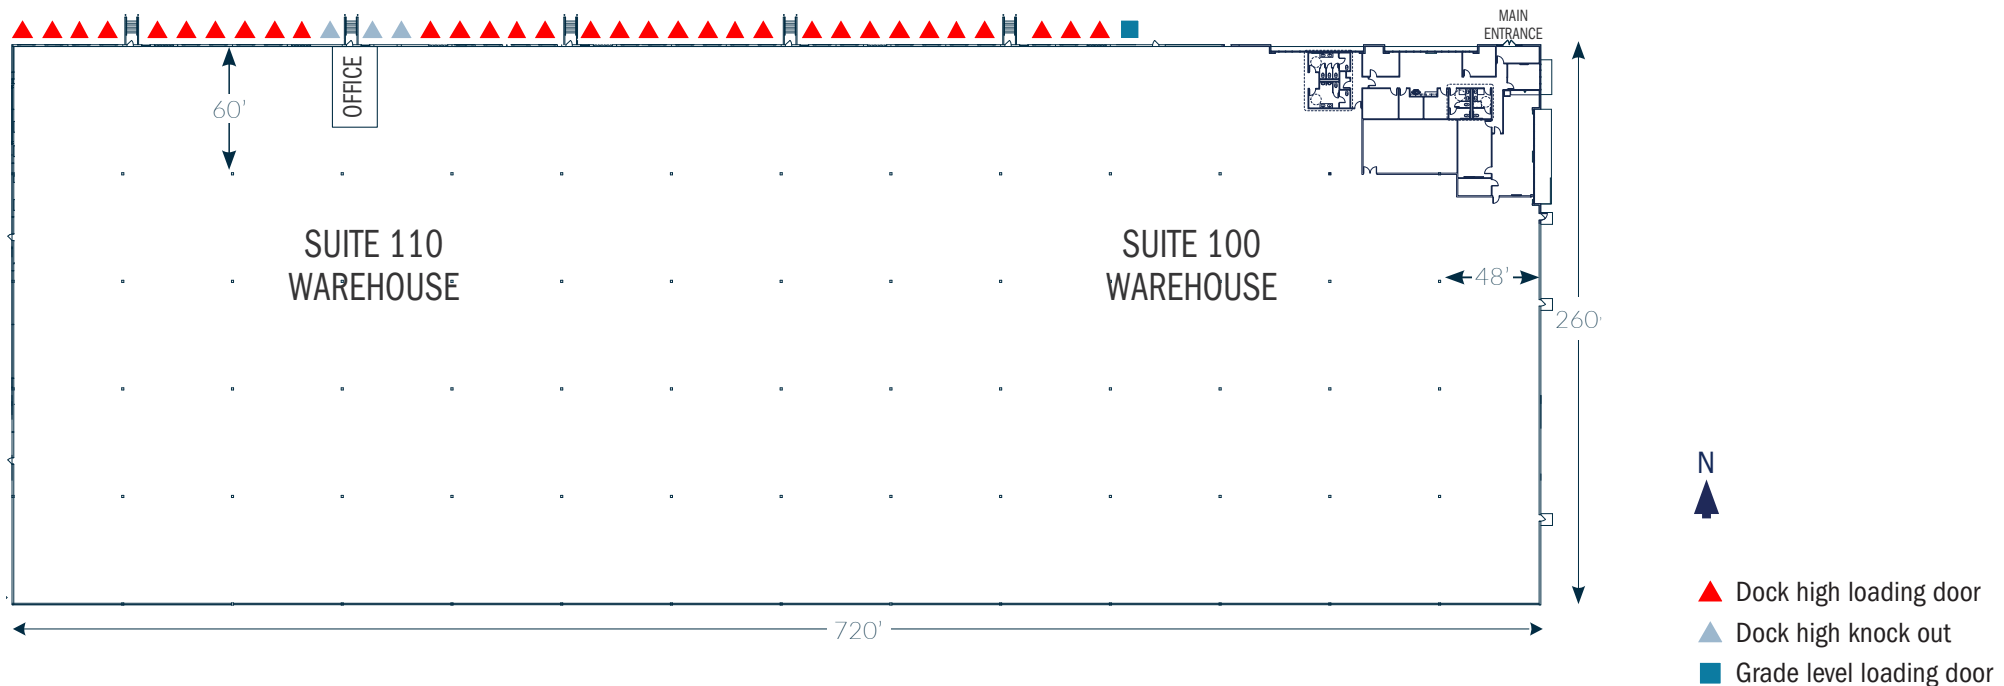 MAIN
ENTRANCE
OFFICE
60'
SUITE 110
WAREHOUSE
SUITE 100
WAREHOUSE
48'
260'
720'
N
Dock high loading door
Dock high knock out
Grade level loading door